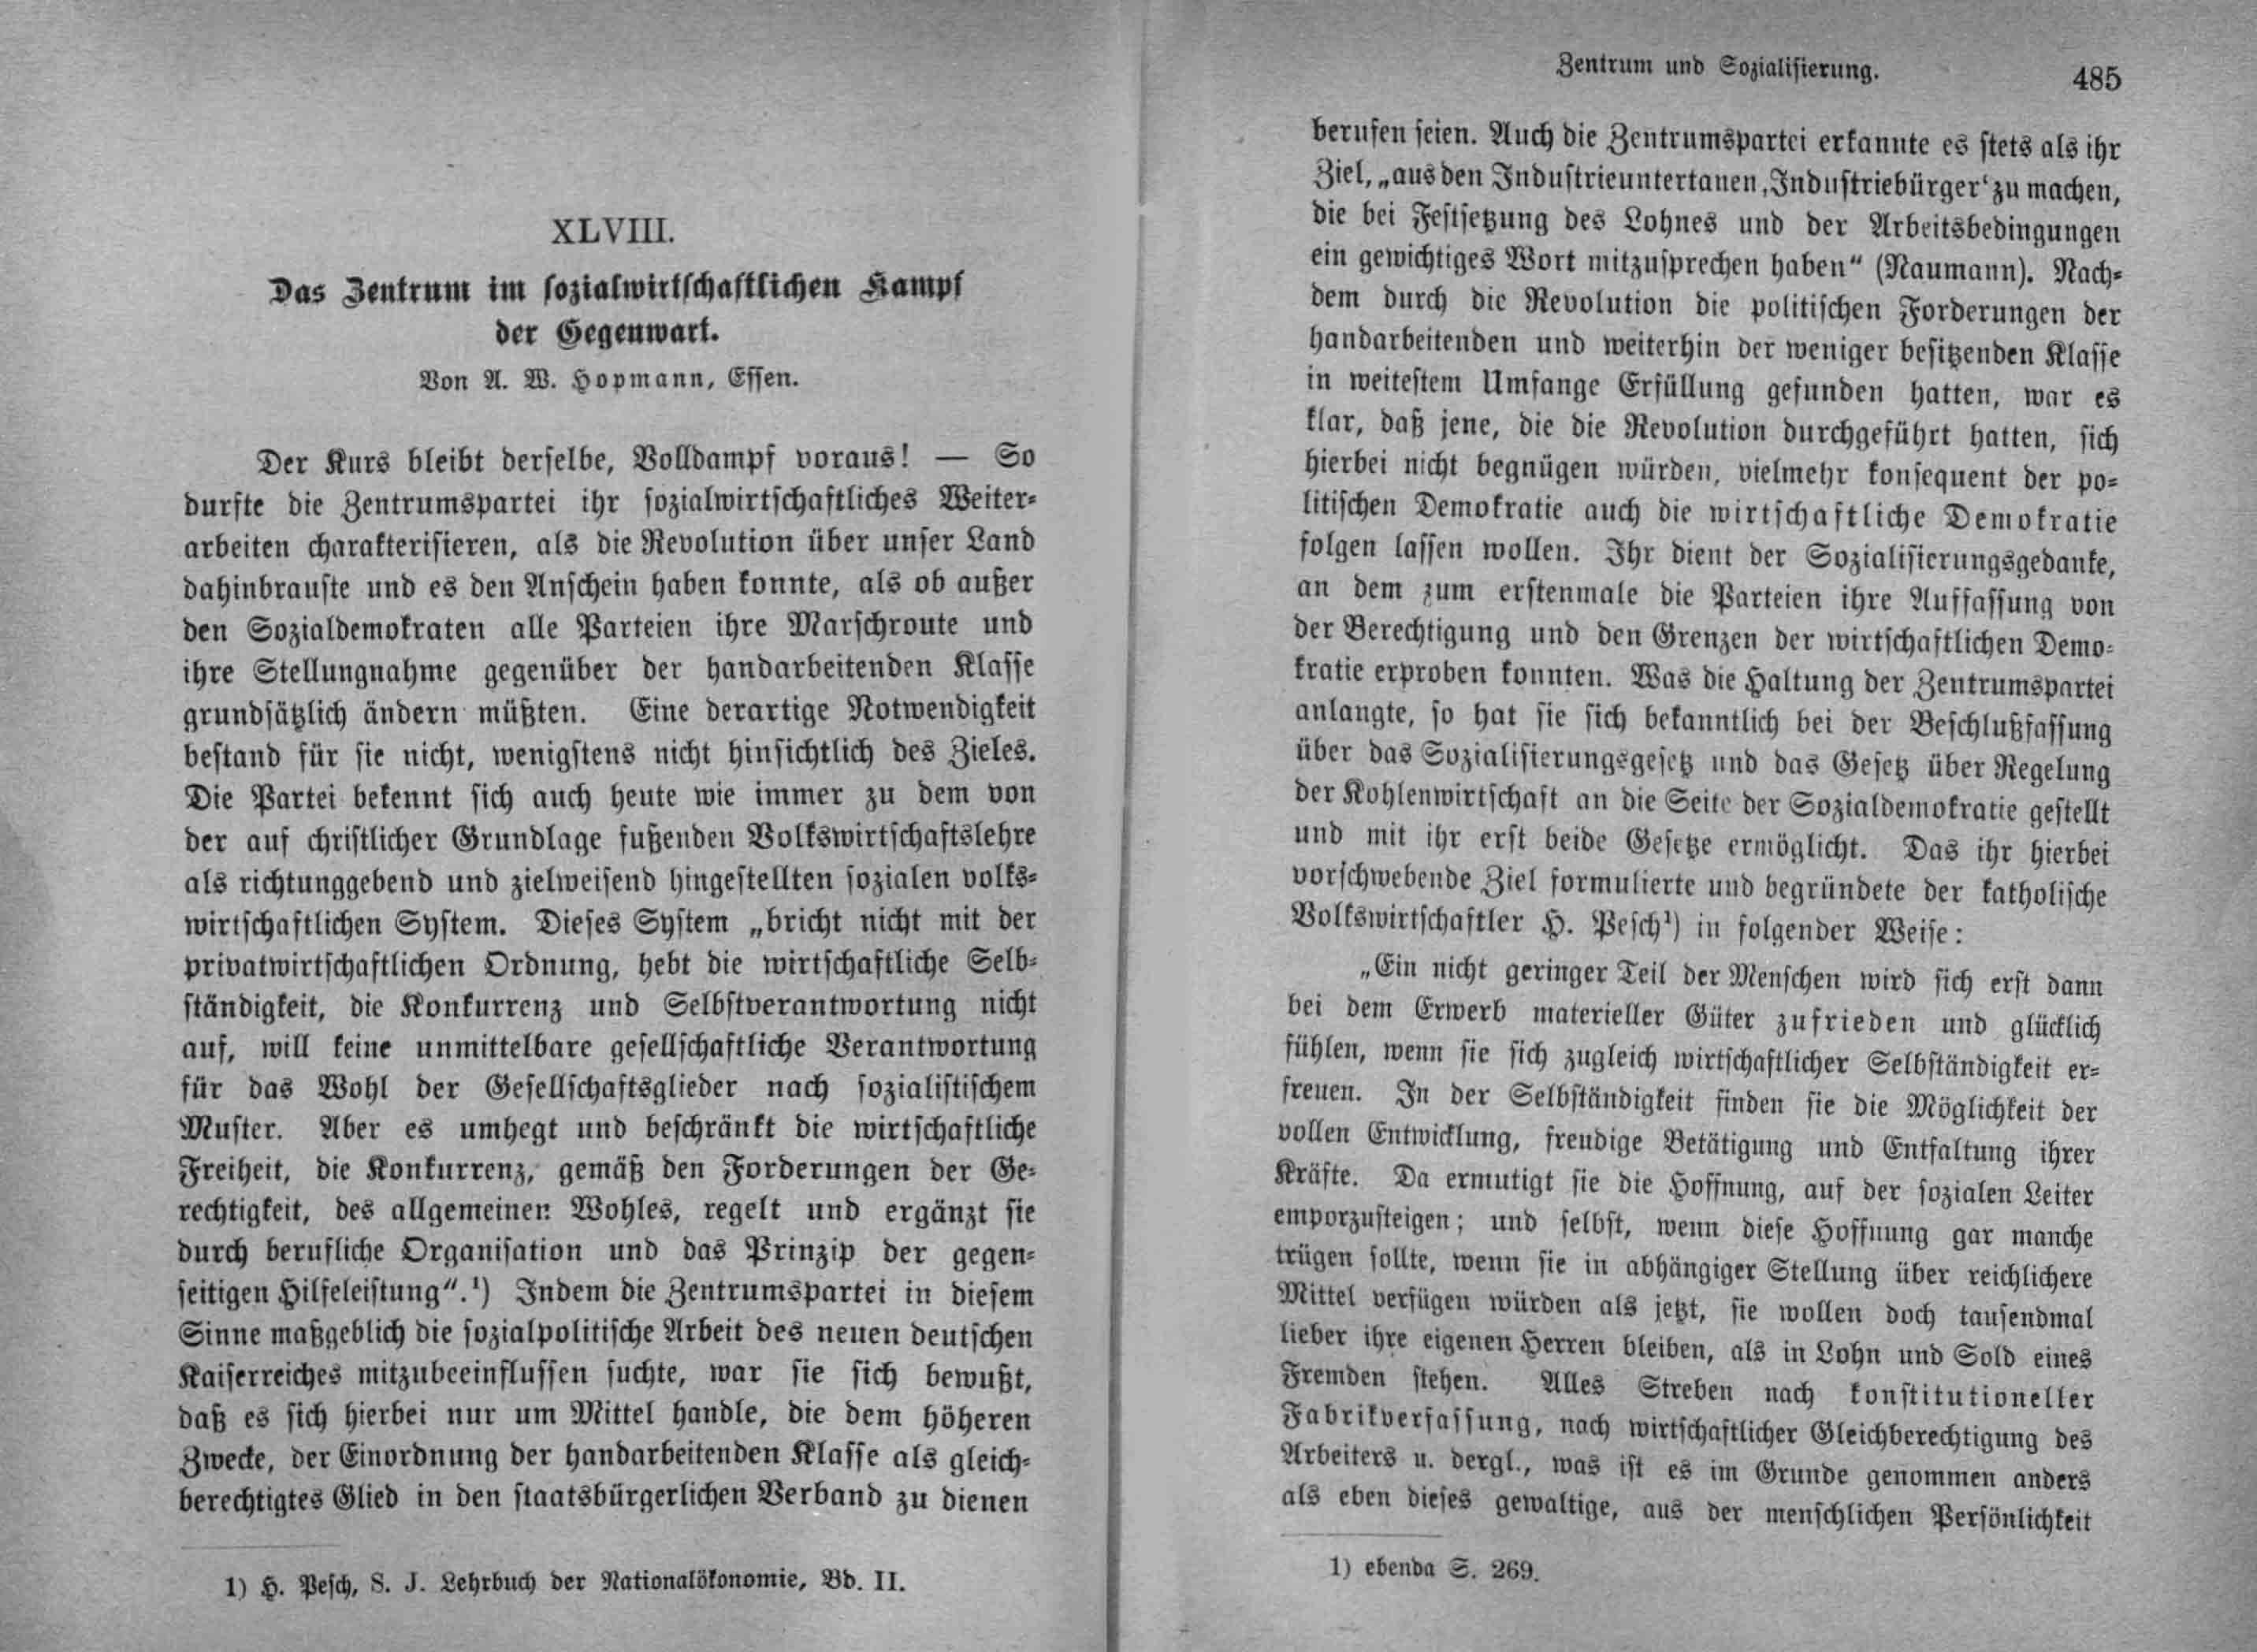 XLVIII.
Das Zentrum im sozialwirtschaftlichen Kampf
der Gegenwart.
Von A. W. Hopmann, Essen.
Der Kurs bleibt derselbe, Volldampf voraus! — So
durfte die Zentrumspartei ihr sozialwirtschaftliches Weiter-
arbeiten charakterisieren, als die Revolution über unser Land
dahinbrauste und es den Anschein haben konnte, als ob außer
den Sozialdemokraten alle Parteien ihre Marschroute und
ihre Stellungnahme gegenüber der handarbeitenden Klasse
grundsätzlich ändern müßten. Eine derartige Notwendigkeit
bestand für sie nicht, wenigstens nicht hinsichtlich des Zieles.
Die Partei bekennt sich auch heute wie immer zu dem von
der auf christlicher Grundlage fußenden Volkswirtschaftslehre
als richtunggebend und zielweisend hingestellten sozialen volks-
wirtschaftlichen System. Dieses System „bricht nicht mit der
privatwirtschaftlichen Ordnung, hebt die wirtschaftliche Selb-
ständigkeit, die Konkurrenz und Selbstverantwortung nicht
auf, will keine unmittelbare gesellschaftliche Verantwortung
für das Wohl der Gesellschaftsglieder nach sozialistischem
Muster. Aber es umhegt und beschränkt die wirtschaftliche
Freiheit, die Konkurrenz, gemäß den Forderungen der Ge-
rechtigkeit, des allgemeinen Wohles, regelt und ergänzt sie
durch berufliche Organisation und das Prinzip der gegen-
seitigen Hilfeleistung“.¹) Indem die Zentrumspartei in diesem
Sinne maßgeblich die sozialpolitische Arbeit des neuen deutschen
Kaiserreiches mitzubeeinflussen suchte, war sie sich bewußt,
daß es sich hierbei nur um Mittel handle, die dem höheren
Zwecke, der Einordnung der handarbeitenden Klasse als gleich-
berechtigtes Glied in den staatsbürgerlichen Verband zu dienen
1) H. Pesch, S. J. Lehrbuch der Nationalökonomie, Bd. II.
Zentrum und Sozialisierung. 485
berufen seien. Auch die Zentrumspartei erkannte es stets als ihr
Ziel, „aus den Industrieuntertanen ‚Industriebürger‘ zu machen,
die bei Festsetzung des Lohnes und der Arbeitsbedingungen
ein gewichtiges Wort mitzusprechen haben“ (Naumann). Nach-
dem durch die Revolution die politischen Forderungen der
handarbeitenden und weiterhin der weniger besitzenden Klasse
in weitestem Umfange Erfüllung gefunden hatten, war es
klar, daß jene, die die Revolution durchgeführt hatten, sich
hierbei nicht begnügen würden, vielmehr konsequent der po-
litischen Demokratie auch die wirtschaftliche Demokratie
folgen lassen wollen. Ihr dient der Sozialisierungsgedanke,
an dem zum erstenmale die Parteien ihre Auffassung von
der Berechtigung und den Grenzen der wirtschaftlichen Demo-
kratie erproben konnten. Was die Haltung der Zentrumspartei
anlangte, so hat sie sich bekanntlich bei der Beschlußfassung
über das Sozialisierungsgesetz und das Gesetz über Regelung
der Kohlenwirtschaft an die Seite der Sozialdemokratie gestellt
und mit ihr erst beide Gesetze ermöglicht. Das ihr hierbei
vorschwebende Ziel formulierte und begründete der katholische
Volkswirtschaftler H. Pesch¹) in folgender Weise:
„Ein nicht geringer Teil der Menschen wird sich erst dann
bei dem Erwerb materieller Güter zufrieden und glücklich
fühlen, wenn sie sich zugleich wirtschaftlicher Selbständigkeit er-
freuen. In der Selbständigkeit finden sie die Möglichkeit der
vollen Entwicklung, freudige Betätigung und Entfaltung ihrer
Kräfte. Da ermutigt sie die Hoffnung, auf der sozialen Leiter
emporzusteigen; und selbst, wenn diese Hoffnung gar manche
trügen sollte, wenn sie in abhängiger Stellung über reichlichere
Mittel verfügen würden als jetzt, sie wollen doch tausendmal
lieber ihre eigenen Herren bleiben, als in Lohn und Sold eines
Fremden stehen. Alles Streben nach konstitutioneller
Fabrikverfassung, nach wirtschaftlicher Gleichberechtigung des
Arbeiters u. dergl., was ist es im Grunde genommen anders
als eben dieses gewaltige, aus der menschlichen Persönlichkeit
1) ebenda S. 269.